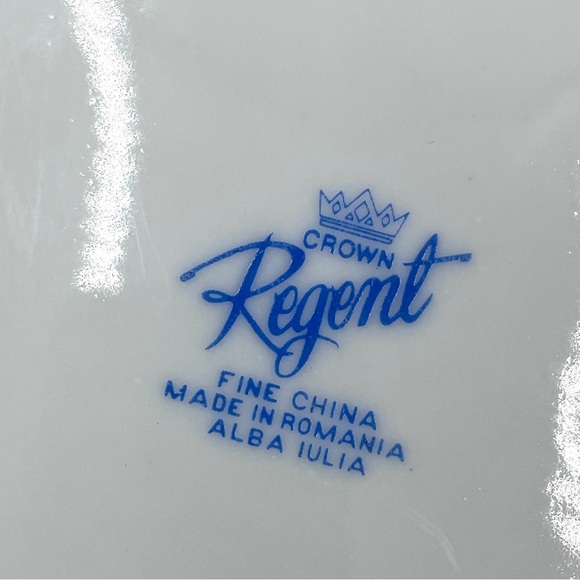 CROWN
Regent
FINE CHINA
MADE IN ROMANIA
ALBA IULIA